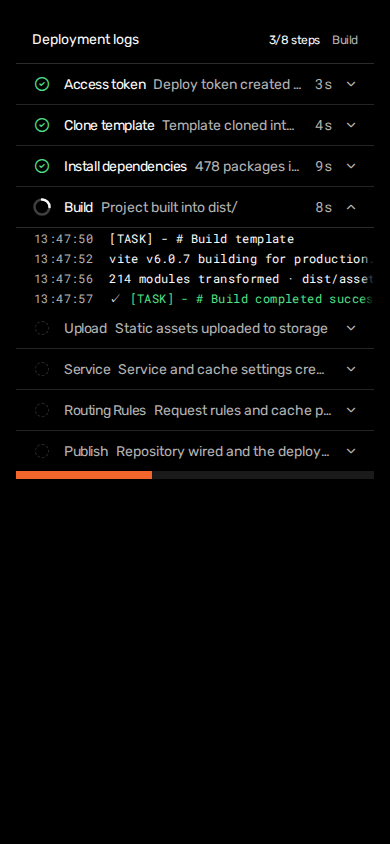 Deployment logs 3/8 steps Build
Access token Deploy token created ... 3s
Clone template Template cloned int... 4s
Install dependencies 478 packages i... 9s
Build Project built into dist/ 8s
13:47:50 [TASK] - # Build template
13:47:52 vite v6.0.7 building for production.
13:47:56 214 modules transformed · dist/asset
13:47:57 ✓ [TASK] - # Build completed succes
Upload Static assets uploaded to storage
Service Service and cache settings cre...
Routing Rules Request rules and cache p...
Publish Repository wired and the deploy...